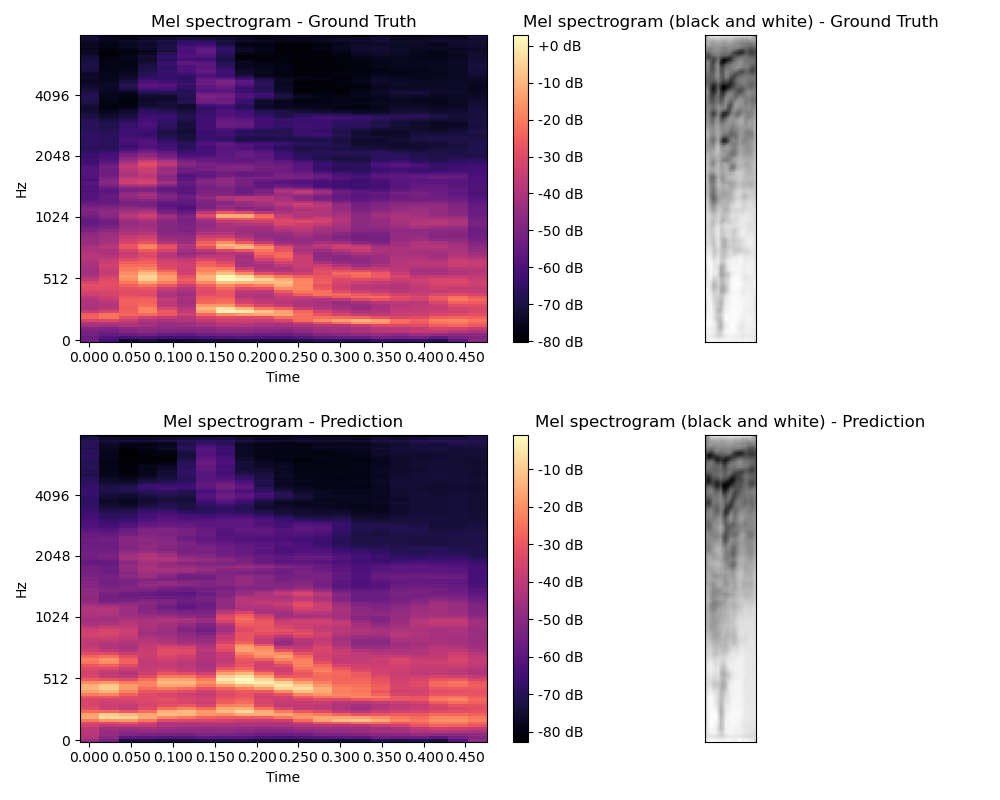 Mel spectrogram - Ground Truth
Mel spectrogram (black and white) - Ground Truth
Hz
4096
2048
1024
512
0
0.000 0.050 0.100 0.150 0.200 0.250 0.300 0.350 0.400 0.450
Time
+0 dB
-10 dB
-20 dB
-30 dB
-40 dB
-50 dB
-60 dB
-70 dB
-80 dB
Mel spectrogram - Prediction
Mel spectrogram (black and white) - Prediction
Hz
4096
2048
1024
512
0
0.000 0.050 0.100 0.150 0.200 0.250 0.300 0.350 0.400 0.450
Time
-10 dB
-20 dB
-30 dB
-40 dB
-50 dB
-60 dB
-70 dB
-80 dB